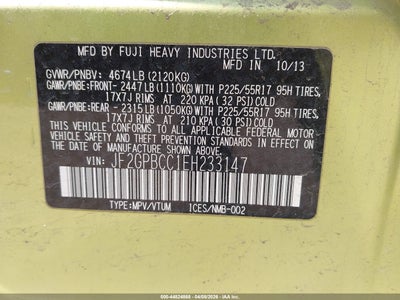 MFD BY FUJI HEAVY INDUSTRIES LTD.
10/13
GVWR/PNBV: 4674LB (2120KG)
GAWR/PNBE:FRONT- 2447LB (1110KG) WITH P225/55R17 95H TIRES
17X7J RIMS AT 220 KPA (32 PSI) COLD
GAWR/PNBE:REAR - 2315LB (1050KG) WITH P225/55R17 95H TIRES
17X7J RIMS AT 210 KPA (30 PSI) COLD
THIS VEHICLE CONFORMS TO ALL APPLICABLE FEDERAL MOTOR
VEHICLE SAFETY AND
STANDARDS IN EFFECT ON THE DATE OF MANUFACTURE SHOWN ABOVE.
VIN: JF2GPBCC1EH233147
TYPE:MPV/VTUM ICES/NMB-002